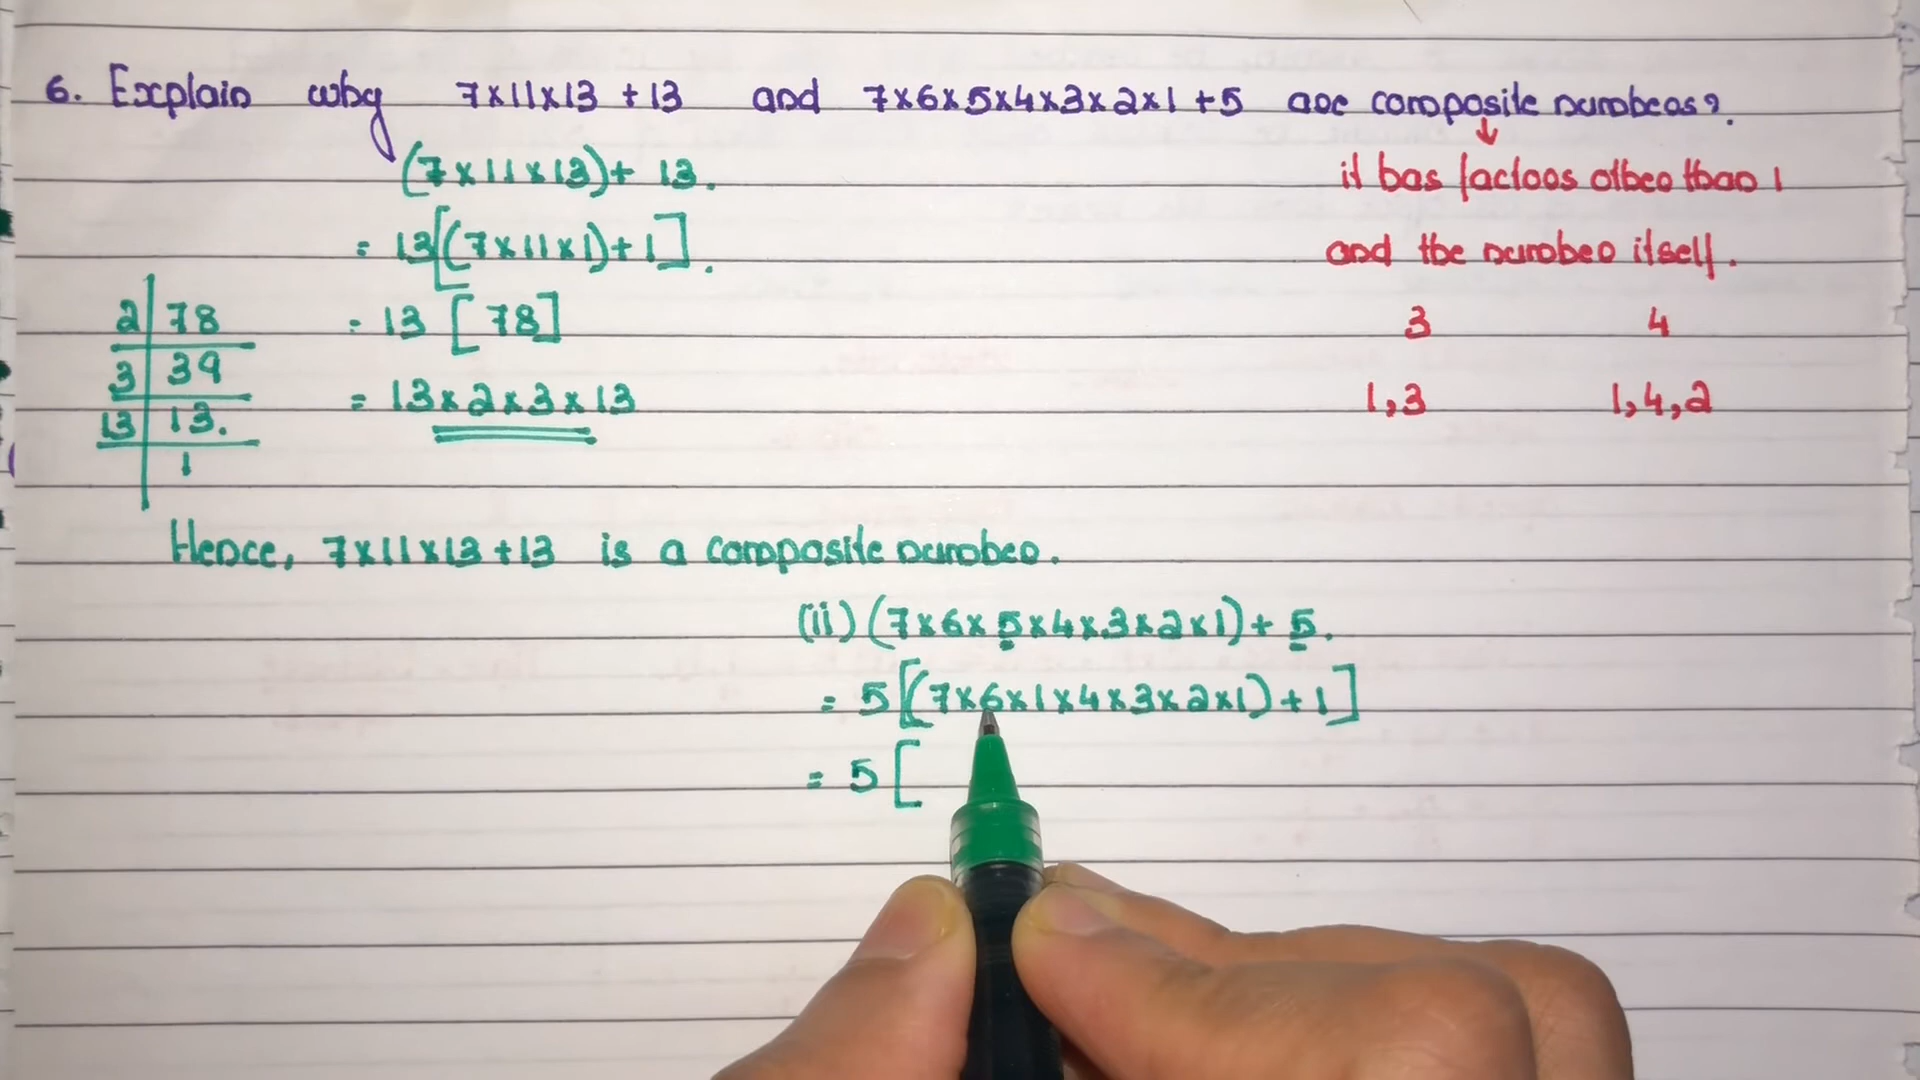 6. Explain why 7×11×13 + 13 and 7×6×5×4×3×2×1 + 5 are composite numbers?
it has factors other than 1
and the number itself.
3 4
1,3 1,4,2
(7×11×13) + 13.
= 13[(7×11×1)+1].
= 13 [78]
= 13×2×3×13
2 | 78
3 | 39
13 | 13.
1
Hence, 7×11×13 +13 is a composite number.
(ii) (7×6×5×4×3×2×1) + 5.
= 5[(7×6×1×4×3×2×1) + 1]
= 5 [